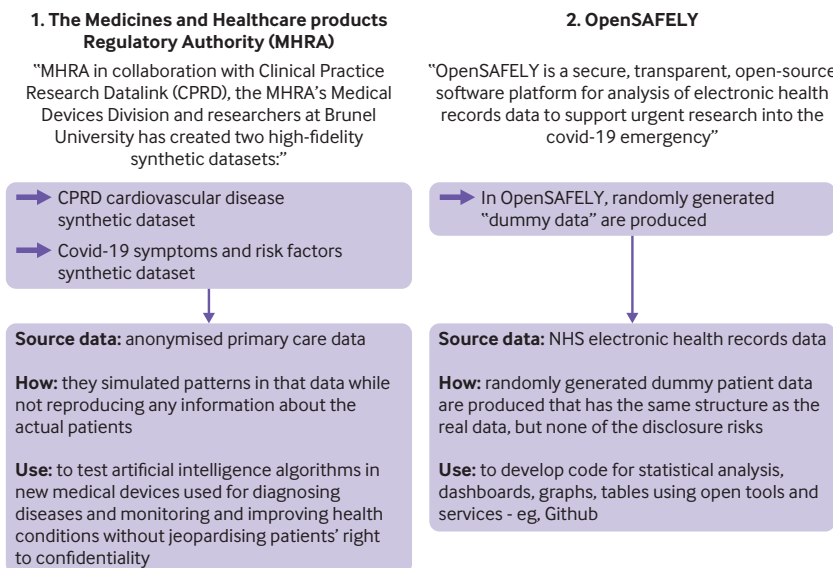 1. The Medicines and Healthcare products
Regulatory Authority (MHRA)
"MHRA in collaboration with Clinical Practice
Research Datalink (CPRD), the MHRA's Medical
Devices Division and researchers at Brunel
University has created two high-fidelity
synthetic datasets:"
CPRD cardiovascular disease
synthetic dataset
Covid-19 symptoms and risk factors
synthetic dataset
Source data: anonymised primary care data
How: they simulated patterns in that data while
not reproducing any information about the
actual patients
Use: to test artificial intelligence algorithms in
new medical devices used for diagnosing
diseases and monitoring and improving health
conditions without jeopardising patients' right
to confidentiality
2. OpenSAFELY
"OpenSAFELY is a secure, transparent, open-source
software platform for analysis of electronic health
records data to support urgent research into the
covid-19 emergency"
In OpenSAFELY, randomly generated
"dummy data" are produced
Source data: NHS electronic health records data
How: randomly generated dummy patient data
are produced that has the same structure as the
real data, but none of the disclosure risks
Use: to develop code for statistical analysis,
dashboards, graphs, tables using open tools and
services - eg, Github